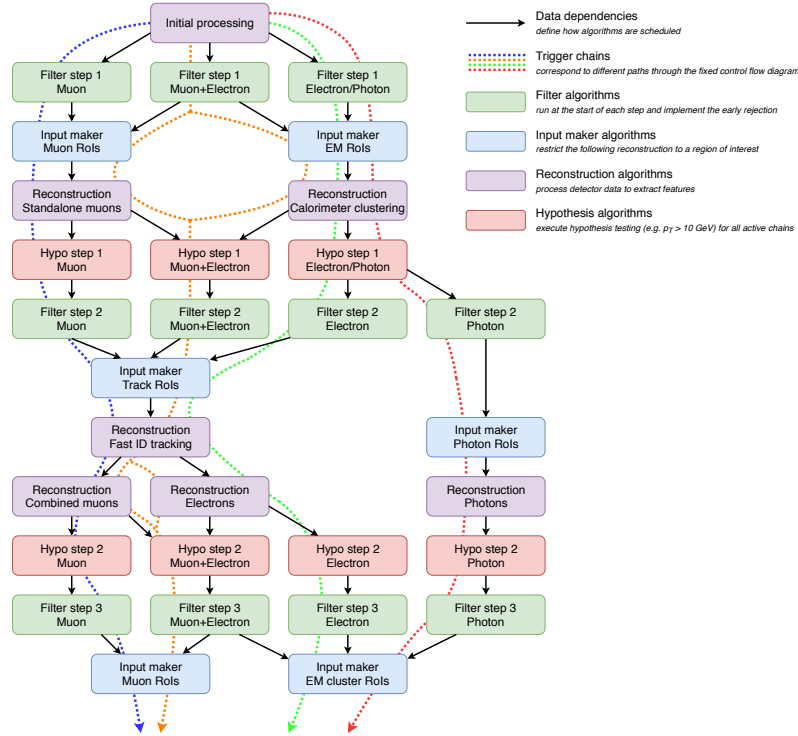 Initial processing
Filter step 1
Muon
Filter step 1
Muon+Electron
Filter step 1
Electron/Photon
Input maker
Muon RoIs
Input maker
EM RoIs
Reconstruction
Standalone muons
Reconstruction
Calorimeter clustering
Hypo step 1
Muon
Hypo step 1
Muon+Electron
Hypo step 1
Electron/Photon
Filter step 2
Muon
Filter step 2
Muon+Electron
Filter step 2
Electron
Filter step 2
Photon
Input maker
Track RoIs
Reconstruction
Fast ID tracking
Input maker
Photon RoIs
Reconstruction
Combined muons
Reconstruction
Electrons
Reconstruction
Photons
Hypo step 2
Muon
Hypo step 2
Muon+Electron
Hypo step 2
Electron
Hypo step 2
Photon
Filter step 3
Muon
Filter step 3
Muon+Electron
Filter step 3
Electron
Filter step 3
Photon
Input maker
Muon RoIs
Input maker
EM cluster RoIs
Data dependencies
define how algorithms are scheduled
Trigger chains
correspond to different paths through the fixed control flow diagram
Filter algorithms
run at the start of each step and implement the early rejection
Input maker algorithms
restrict the following reconstruction to a region of interest
Reconstruction algorithms
process detector data to extract features
Hypothesis algorithms
execute hypothesis testing (e.g. pT > 10 GeV) for all active chains